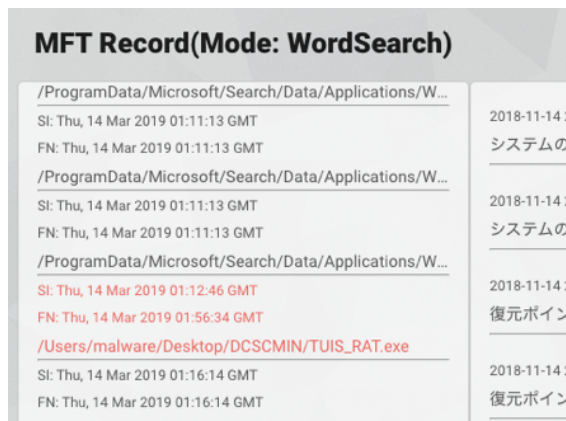 MFT Record(Mode: WordSearch)
/ProgramData/Microsoft/Search/Data/Applications/W...
SI: Thu, 14 Mar 2019 01:11:13 GMT
FN: Thu, 14 Mar 2019 01:11:13 GMT
/ProgramData/Microsoft/Search/Data/Applications/W...
SI: Thu, 14 Mar 2019 01:11:13 GMT
FN: Thu, 14 Mar 2019 01:11:13 GMT
/ProgramData/Microsoft/Search/Data/Applications/W...
SI: Thu, 14 Mar 2019 01:12:46 GMT
FN: Thu, 14 Mar 2019 01:56:34 GMT
/Users/malware/Desktop/DCSCMIN/TUIS_RAT.exe
SI: Thu, 14 Mar 2019 01:16:14 GMT
FN: Thu, 14 Mar 2019 01:16:14 GMT
2018-11-14
システムの
2018-11-14
システムの
2018-11-14
復元ポイン
2018-11-14
復元ポイン